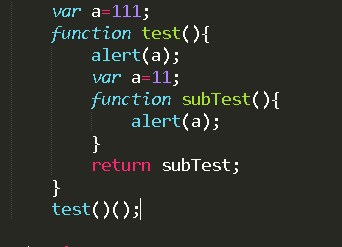 var a=111;
function test(){
    alert(a);
    var a=11;
    function subTest(){
        alert(a);
    }
    return subTest;
}
test()();